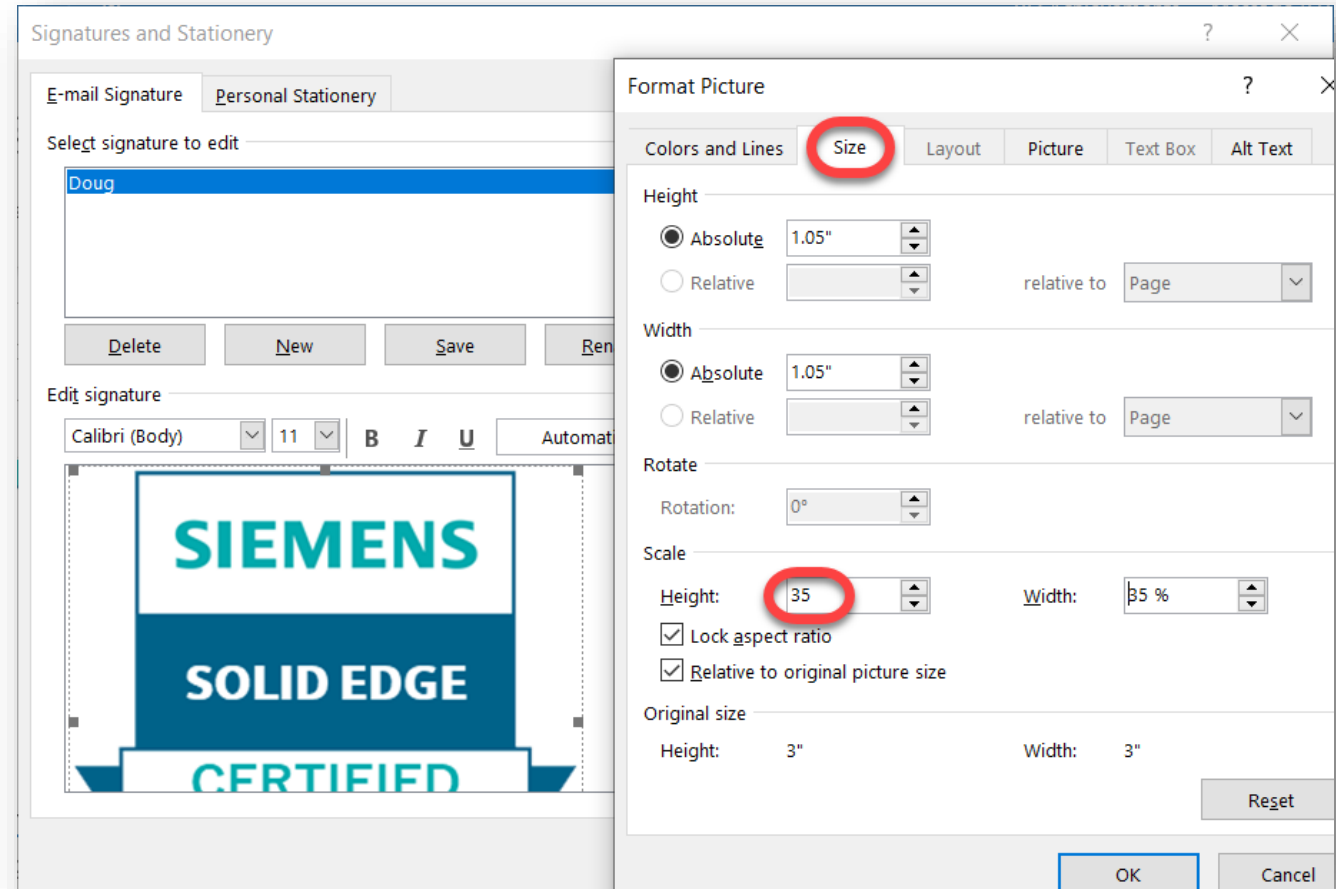 Signatures and Stationery ?
E-mail Signature Personal Stationery
Select signature to edit
Doug
Delete New Save Ren
Edit signature
Calibri (Body) 11 B I U Automati
SIEMENS
SOLID EDGE
CERTIFIED
Format Picture ?
Colors and Lines Size Layout Picture Text Box Alt Text
Height
Absolute 1.05"
Relative relative to Page
Width
Absolute 1.05"
Relative relative to Page
Rotate
Rotation: 0°
Scale
Height: 35 Width: 35 %
Lock aspect ratio
Relative to original picture size
Original size
Height: 3" Width: 3"
Reset
OK Cancel